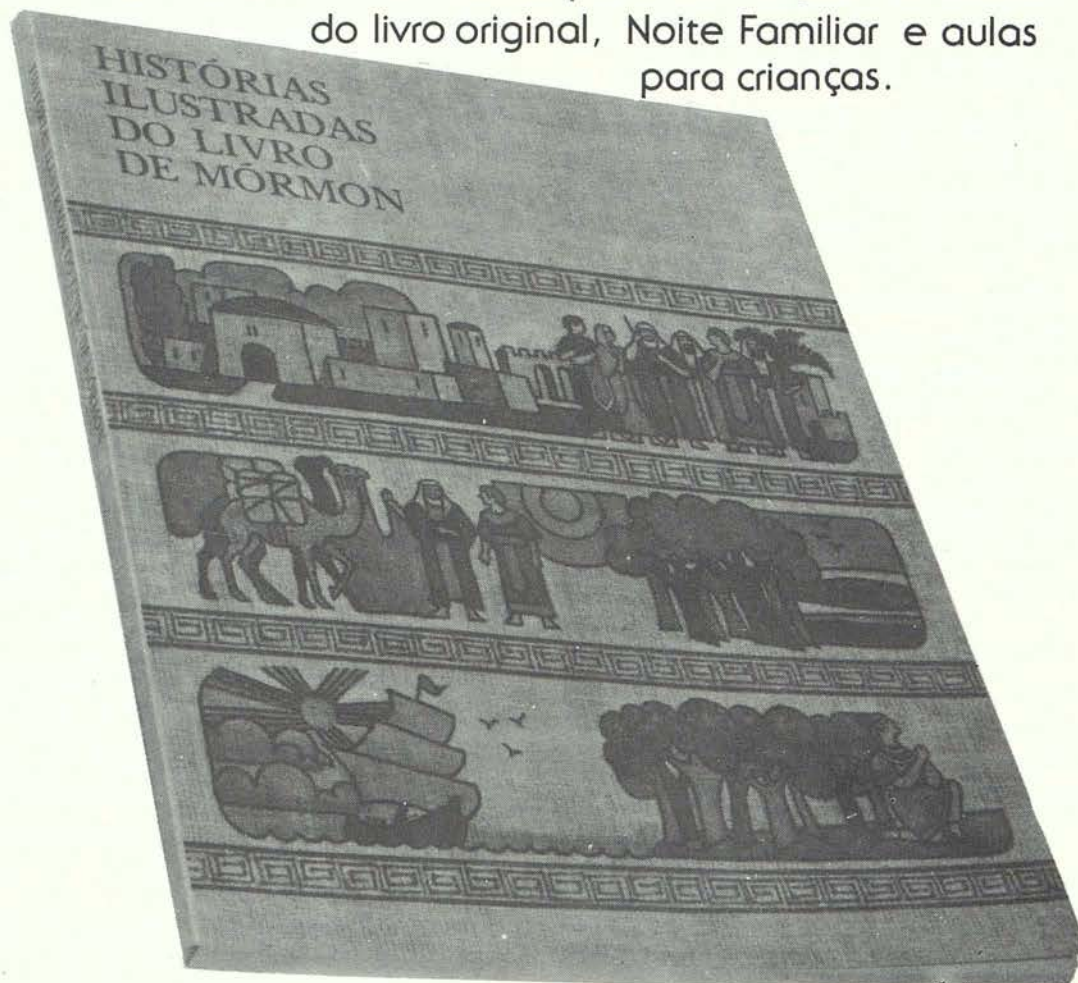 do livro original, Noite Familiar e aulas
para crianças.
HISTÓRIAS
ILUSTRADAS
DO LIVRO
DE MÓRMON